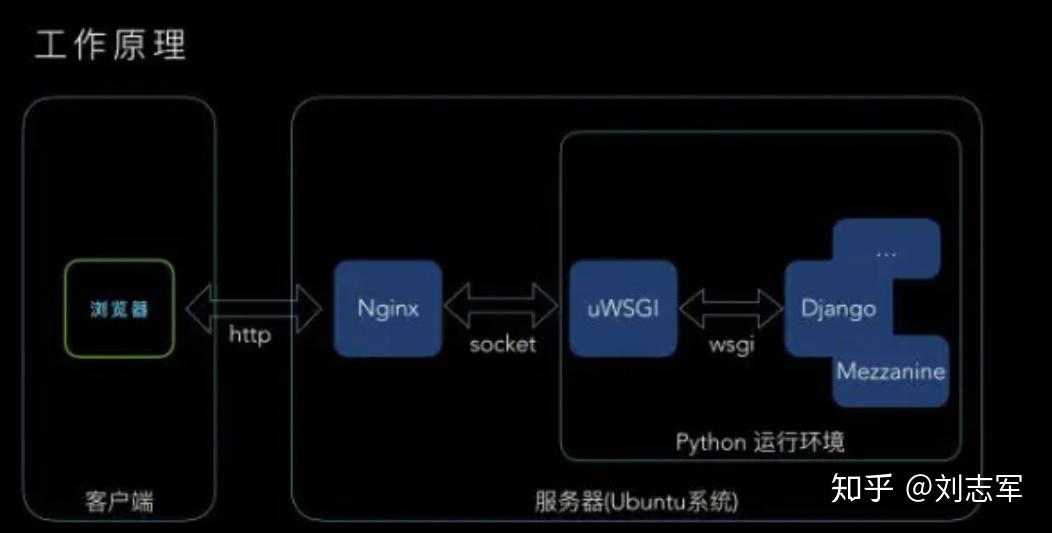 工作原理
浏览器
http
Nginx
socket
uWSGI
wsgi
...
Django
Mezzanine
Python 运行环境
客户端
服务器(Ubuntu系统)
知乎 @刘志军